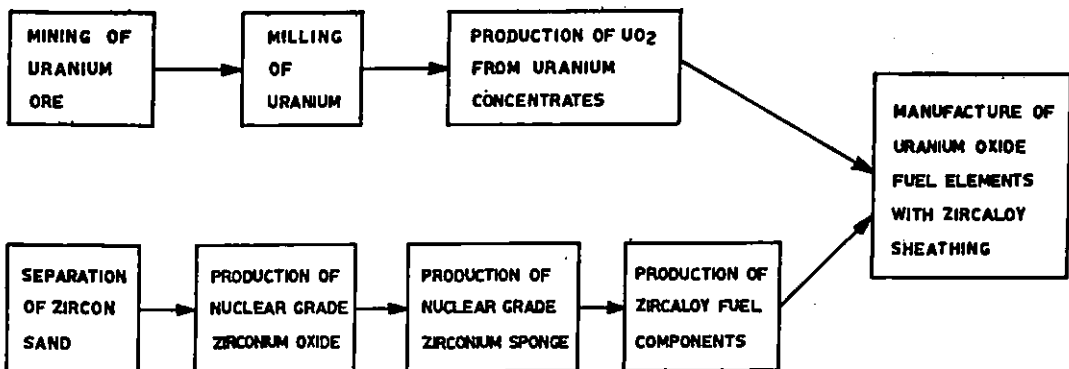 MINING OF
URANIUM
ORE
MILLING
OF
URANIUM
PRODUCTION OF UO₂
FROM URANIUM
CONCENTRATES
MANUFACTURE OF
URANIUM OXIDE
FUEL ELEMENTS
WITH ZIRCALOY
SHEATHING
SEPARATION
OF ZIRCON
SAND
PRODUCTION OF
NUCLEAR GRADE
ZIRCONIUM OXIDE
PRODUCTION OF
NUCLEAR GRADE
ZIRCONIUM SPONGE
PRODUCTION OF
ZIRCALOY FUEL
COMPONENTS